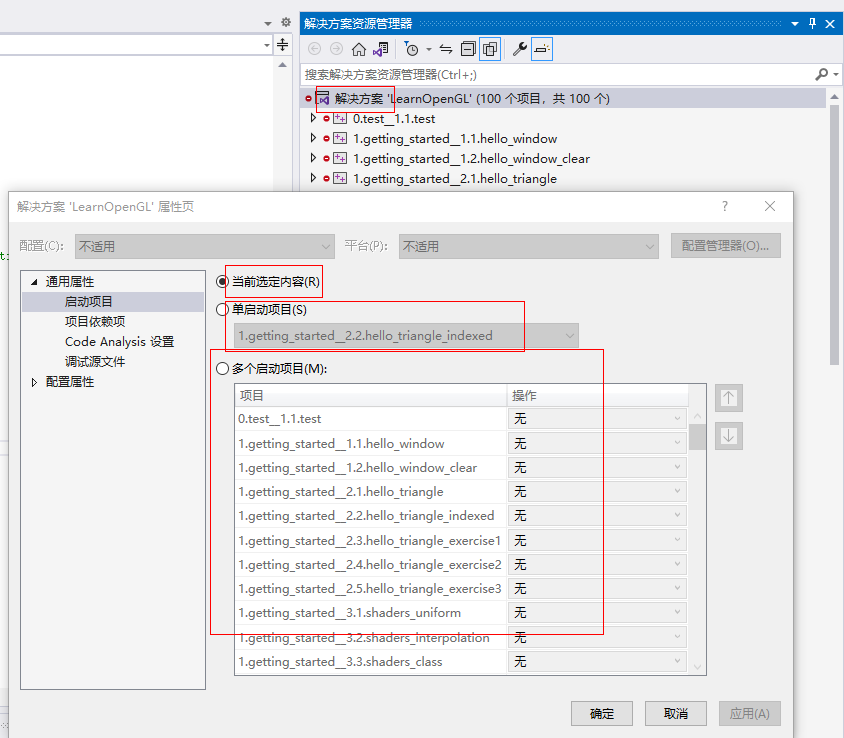 解决方案资源管理器
搜索解决方案资源管理器(Ctrl+;)
解决方案 'LearnOpenGL' (100 个项目，共 100 个)
0.test__1.1.test
1.getting_started__1.1.hello_window
1.getting_started__1.2.hello_window_clear
1.getting_started__2.1.hello_triangle
解决方案 'LearnOpenGL' 属性页
配置(C): 不适用 平台(P): 不适用 配置管理器(O)...
通用属性
启动项目
项目依赖项
Code Analysis 设置
调试源文件
配置属性
当前选定内容(R)
单启动项目(S)
1.getting_started__2.2.hello_triangle_indexed
多个启动项目(M):
项目 操作
0.test__1.1.test 无
1.getting_started__1.1.hello_window 无
1.getting_started__1.2.hello_window_clear 无
1.getting_started__2.1.hello_triangle 无
1.getting_started__2.2.hello_triangle_indexed 无
1.getting_started__2.3.hello_triangle_exercise1 无
1.getting_started__2.4.hello_triangle_exercise2 无
1.getting_started__2.5.hello_triangle_exercise3 无
1.getting_started__3.1.shaders_uniform 无
1.getting_started__3.2.shaders_interpolation 无
1.getting_started__3.3.shaders_class 无
确定 取消 应用(A)